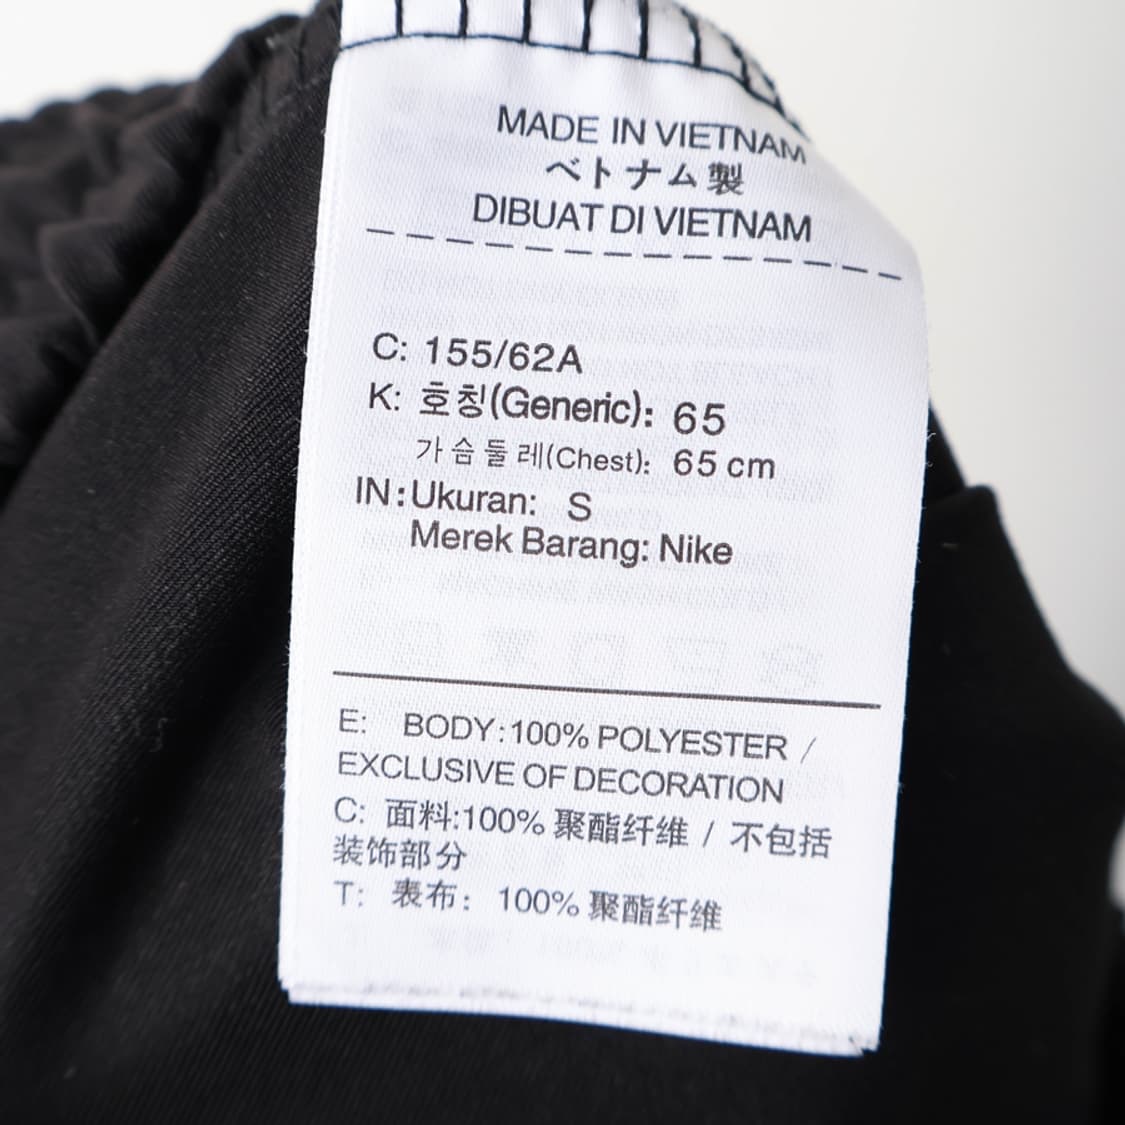 MADE IN VIETNAM
ベトナム製
DIBUAT DI VIETNAM
C: 155/62A
K: 호칭(Generic): 65
가슴둘레(Chest): 65 cm
IN: Ukuran: S
Merek Barang: Nike
E: BODY:100% POLYESTER /
EXCLUSIVE OF DECORATION
C: 面料:100% 聚酯纤维 / 不包括
装饰部分
T: 表布: 100% 聚酯纤维